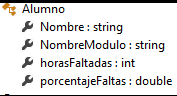 Alumno
Nombre : string
NombreModulo : string
horasFaltadas : int
porcentajeFaltas : double